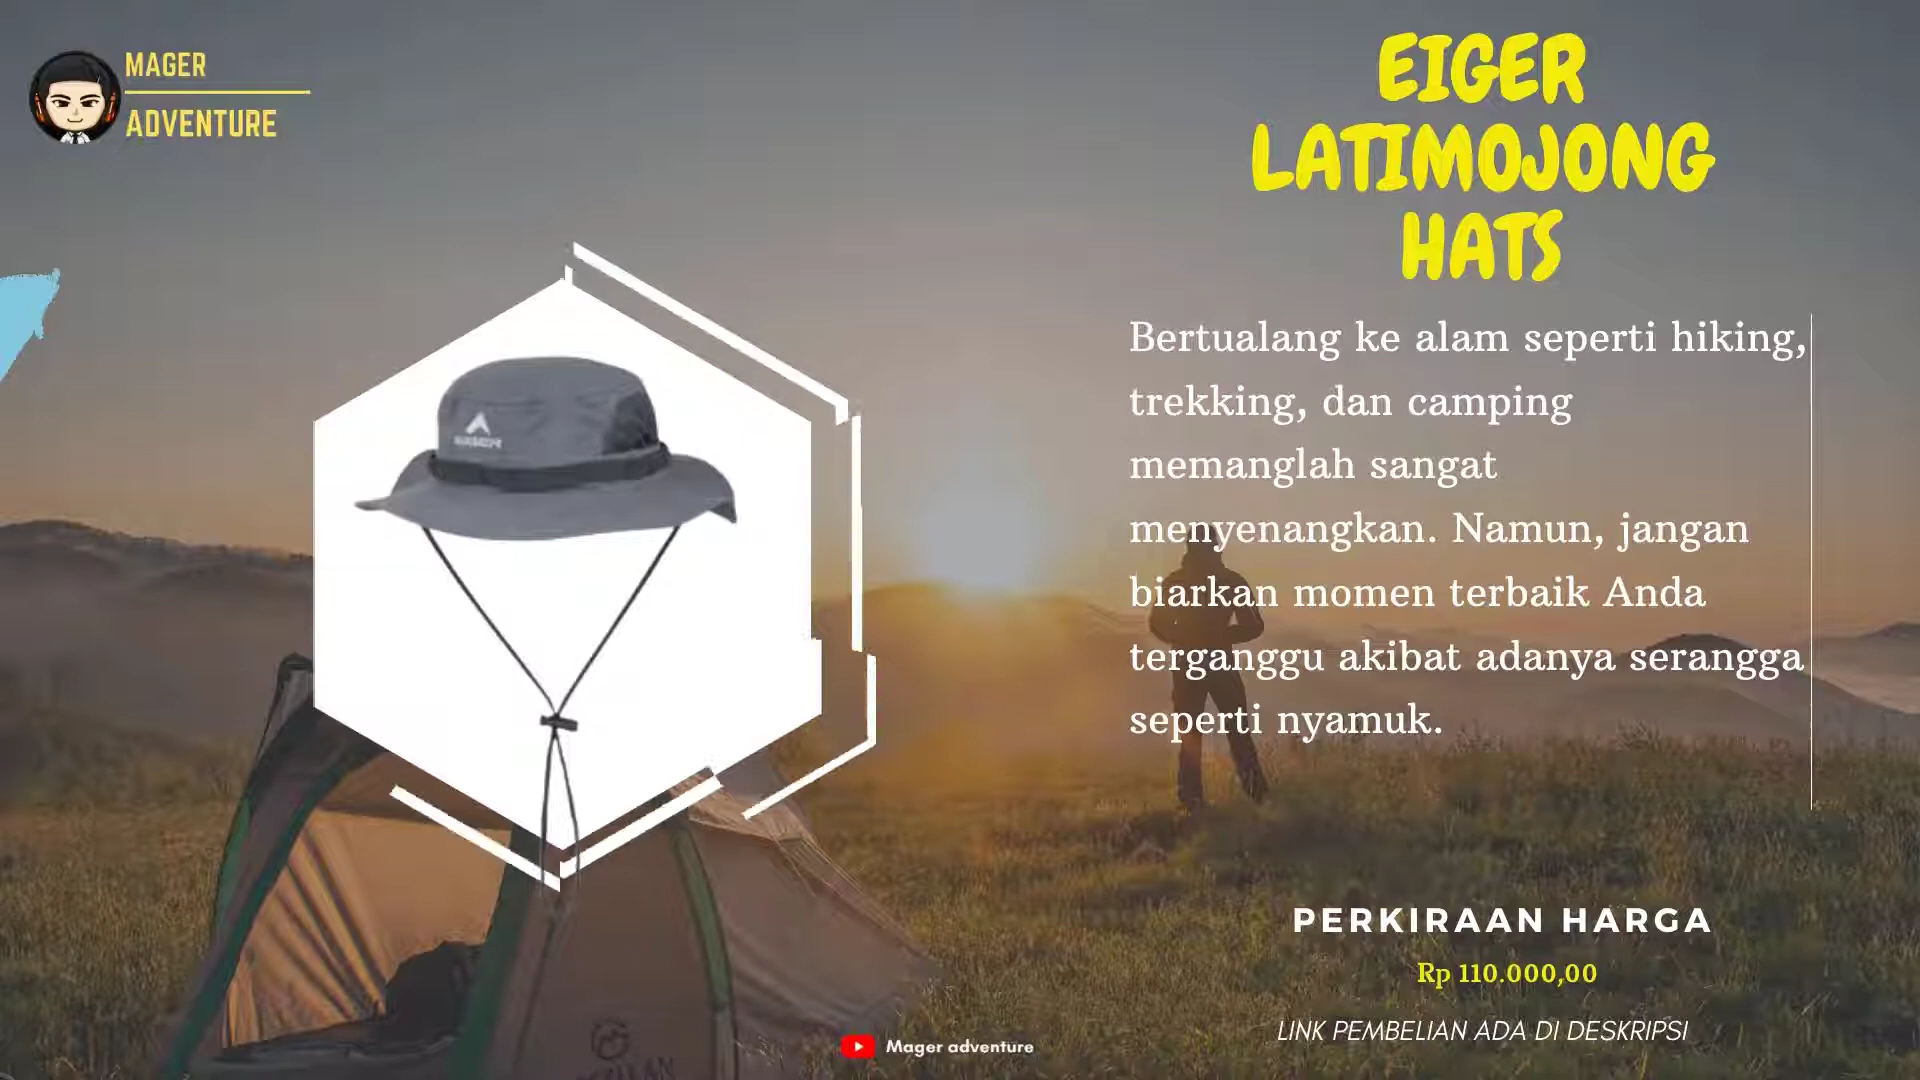 MAGER
ADVENTURE
EIGER
LATIMOJONG
HATS
Bertualang ke alam seperti hiking,
trekking, dan camping
memanglah sangat
menyenangkan. Namun, jangan
biarkan momen terbaik Anda
terganggu akibat adanya serangga
seperti nyamuk.
PERKIRAAN HARGA
Rp 110.000,00
LINK PEMBELIAN ADA DI DESKRIPSI
Mager adventure